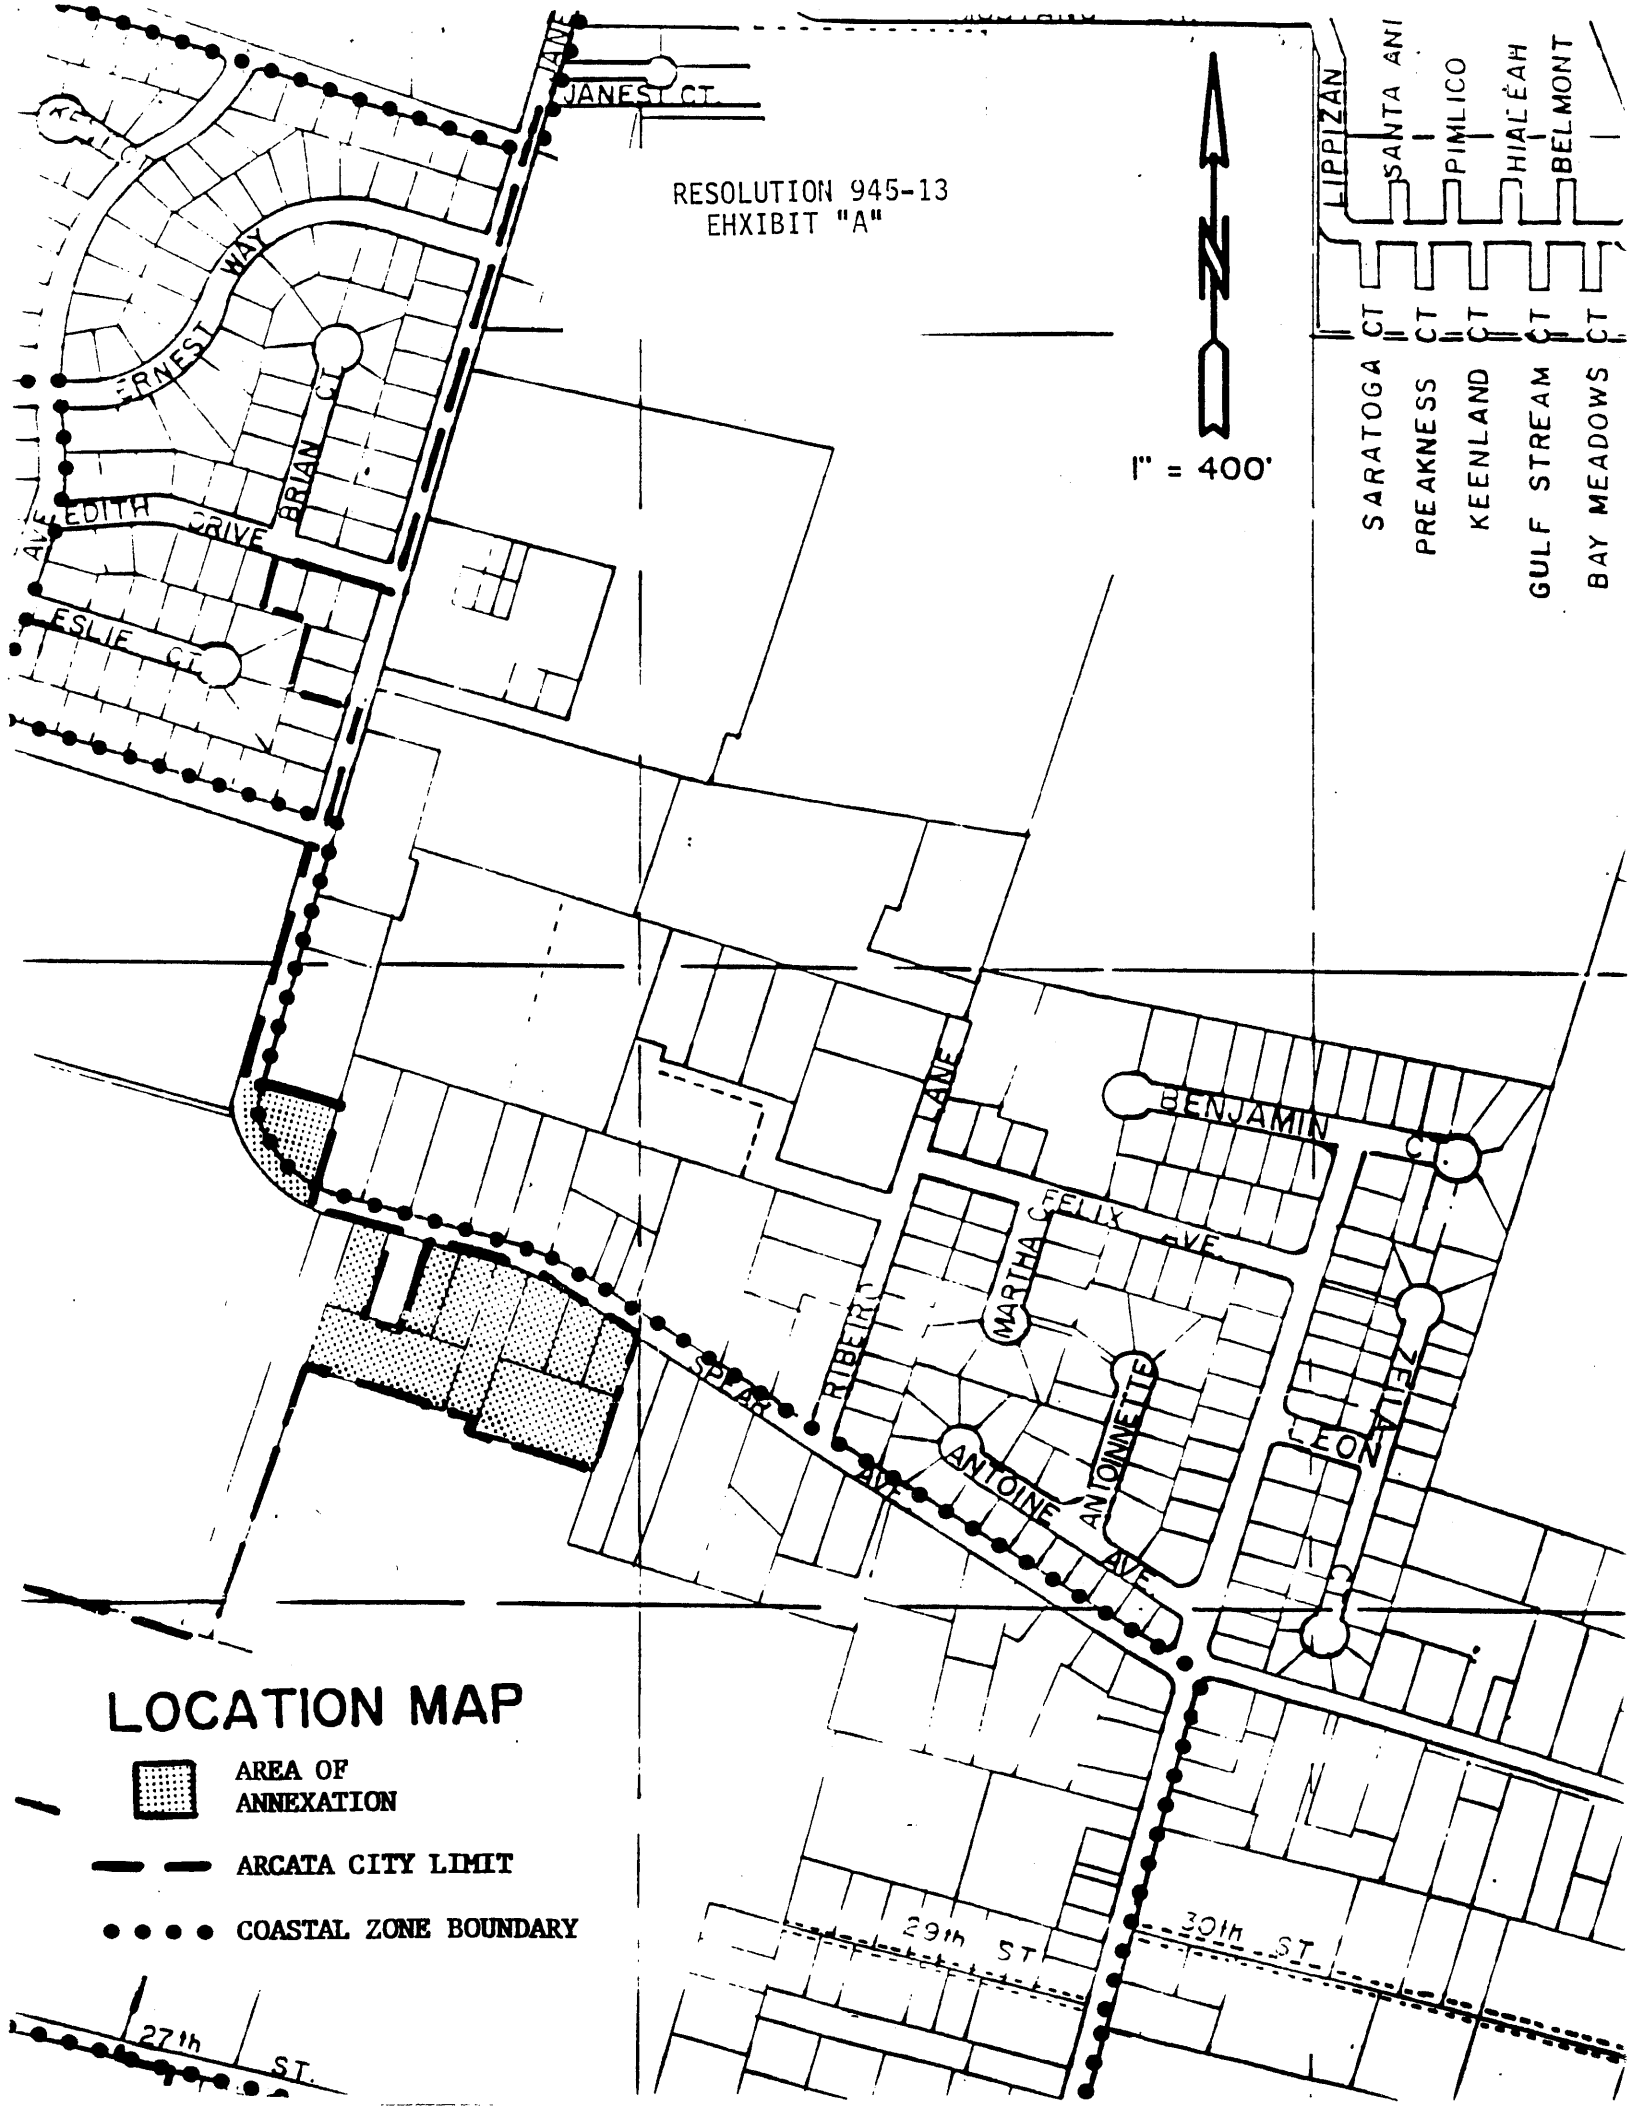 LANE
JANES CT.
RESOLUTION 945-13
EHXIBIT "A"
N
1" = 400'
LIPPIZAN
SANTA ANI
PIMLICO
HIALEAH
BELMONT
SARATOGA CT
PREAKNESS CT
KEENLAND CT
GULF STREAM CT
BAY MEADOWS CT
ERNEST WAY
BRIAN CT
EDITH DRIVE
AVE
ESLIE CT.
LANE
RIBEIRO
BENJAMIN CT
FELIX AVE.
MARTHA C
ANTOINNETTE
ANTOINE AVE.
ZEILA CT
LEON
SPEAR AVE.
LOCATION MAP
AREA OF
ANNEXATION
ARCATA CITY LIMIT
COASTAL ZONE BOUNDARY
29th ST
30th ST
27th ST.